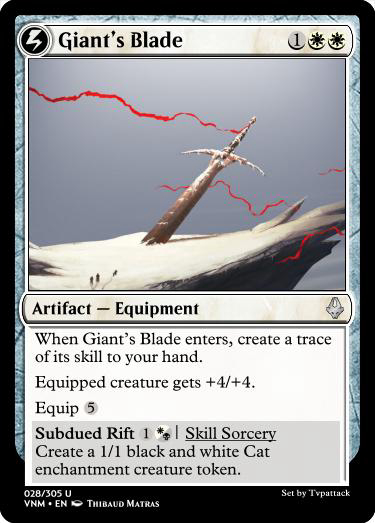 Giant's Blade 1
Artifact — Equipment
When Giant's Blade enters, create a trace
of its skill to your hand.
Equipped creature gets +4/+4.
Equip 5
Subdued Rift 1 | Skill Sorcery
Create a 1/1 black and white Cat
enchantment creature token.
028/305 U
Set by Tvpattack
VNM • EN Thibaud Matras